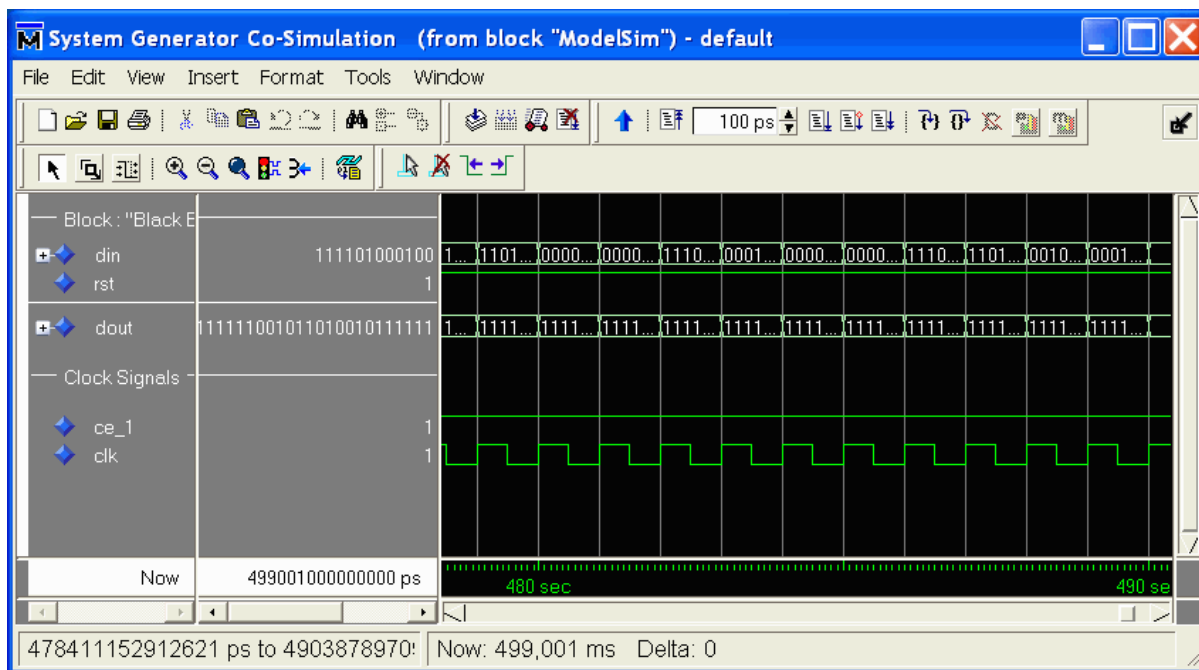 System Generator Co-Simulation (from block "ModelSim") - default
File Edit View Insert Format Tools Window
100 ps
Block : "Black
din 111101000100 1... 1101... 0000... 0000... 1110... 0001... 0000... 0000... 1110... 1101... 0010... 0001...
rst 1
dout 1... 1111... 1111... 1111... 1111... 1111... 1111... 1111... 1111... 1111... 1111... 1111...
Clock Signals
ce_1 1
clk 1
Now 499001000000000 ps 480 sec 490 se
478411152912621 ps to 490387897 Now: 499,001 ms Delta: 0